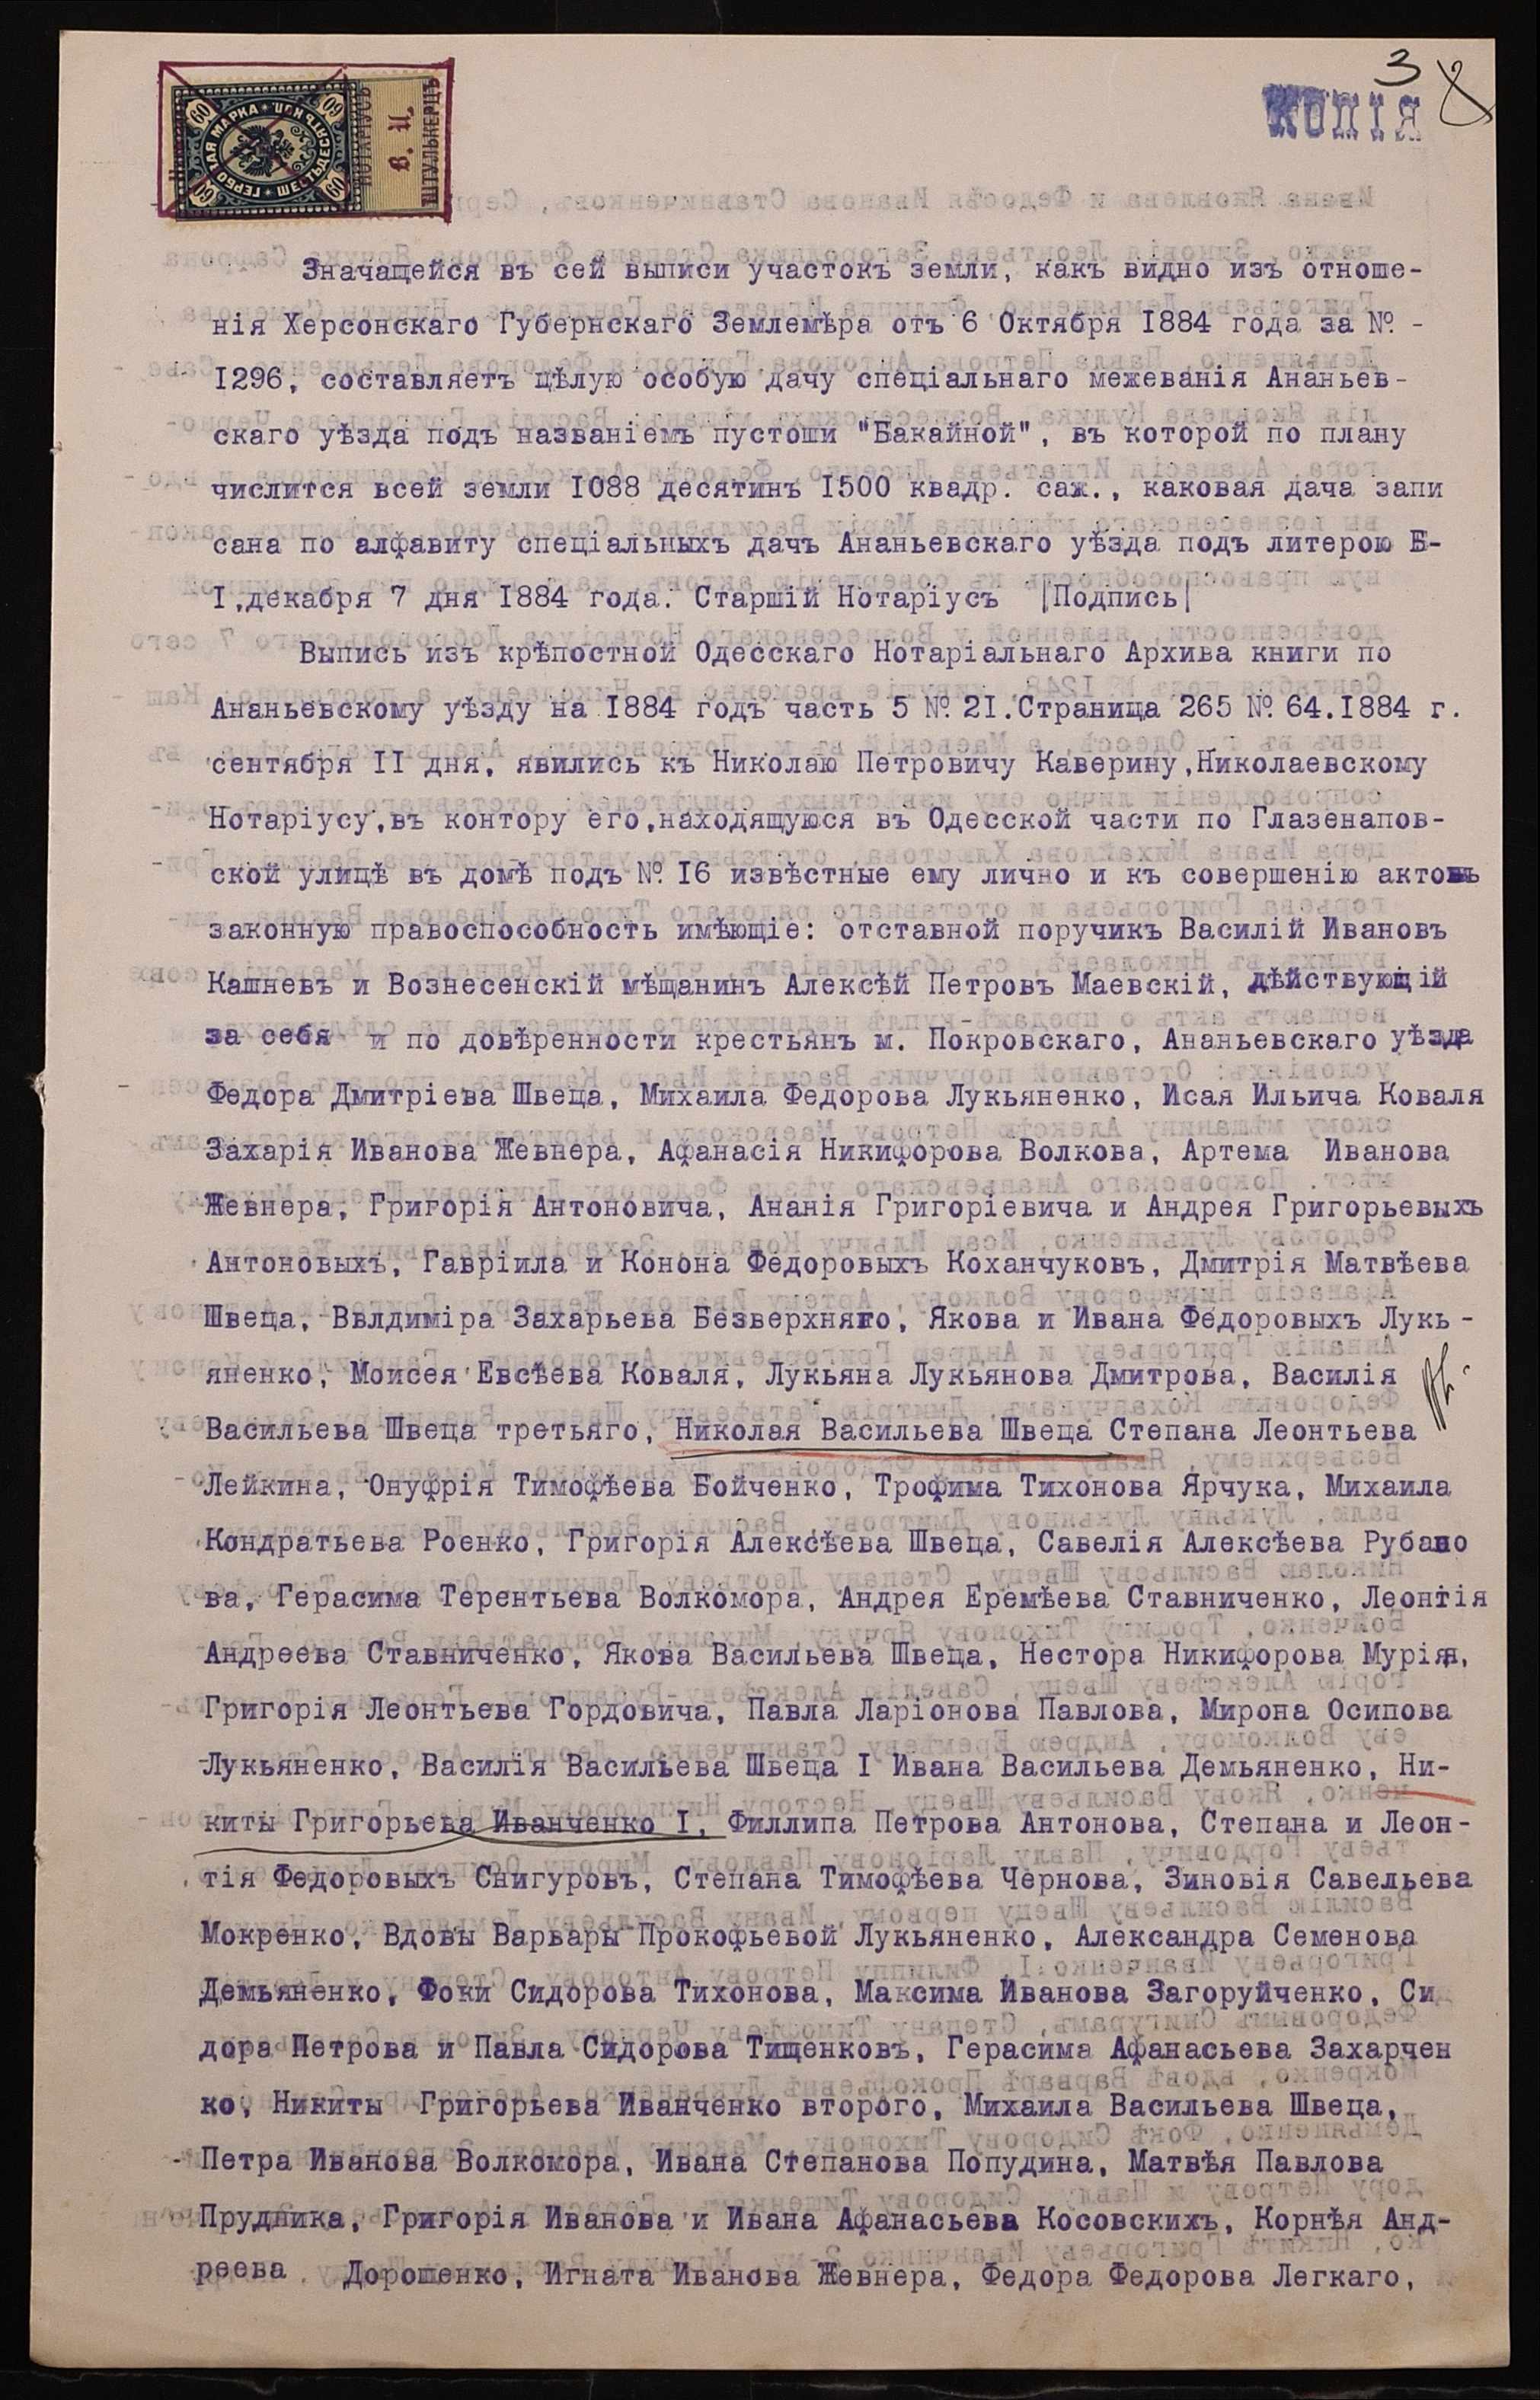 3
КОПІЯ
ГЕРБОВАЯ МАРКА
ШЕСТЬДЕСЯТЪ КОП
60 60
60 60
НОТАРІУСЪ
В. И.
ШТУЛЬКЕРЦЪ
Значащейся въ сей выписи участокъ земли, какъ видно изъ отноше-
нія Херсонскаго Губернскаго Землемѣра отъ 6 Октября 1884 года за № -
1296, составляетъ цѣлую особую дачу спеціальнаго межеванія Ананьев-
скаго уѣзда подъ названіемъ пустоши "Бакайной", въ которой по плану
числится всей земли 1088 десятинъ 1500 квадр. саж., каковая дача запи
сана по алфавиту спеціальныхъ дачъ Ананьевскаго уѣзда подъ литерою Б-
I, декабря 7 дня 1884 года. Старшій Нотаріусъ |Подпись|
Выпись изъ крѣпостной Одесскаго Нотаріальнаго Архива книги по
Ананьевскому уѣзду на 1884 годъ часть 5 № 21. Страница 265 № 64. 1884 г.
сентября II дня, явились къ Николаю Петровичу Каверину, Николаевскому
Нотаріусу, въ контору его, находящуюся въ Одесской части по Глазенапов-
ской улицѣ въ домѣ подъ № 16 извѣстные ему лично и къ совершенію актовъ
законную правоспособность имѣющіе: отставной поручикъ Василій Ивановъ
Кашневъ и Вознесенскій мѣщанинъ Алексѣй Петровъ Маевскій, дѣйствующій
за себя и по довѣренности крестьянъ м. Покровскаго, Ананьевскаго уѣзда
Федора Дмитріева Швеца, Михаила Федорова Лукьяненко, Исая Ильича Коваля
Захарія Иванова Жевнера, Афанасія Никифорова Волкова, Артема Иванова
Жевнера, Григорія Антоновича, Ананія Григоріевича и Андрея Григорьевыхъ
Антоновыхъ, Гавріила и Конона Федоровыхъ Коханчуковъ, Дмитрія Матвѣева
Швеца, Ввлдиміра Захарьева Безверхняго, Якова и Ивана Федоровыхъ Лукь-
яненко, Моисея Евсѣева Коваля, Лукьяна Лукьянова Дмитрова, Василія
Васильева Швеца третьяго, Николая Васильева Швеца Степана Леонтьева
Лейкина, Онуфрія Тимофѣева Бойченко, Трофима Тихонова Ярчука, Михаила
Кондратьева Роенко, Григорія Алексѣева Швеца, Савелія Алексѣева Рубано
ва, Герасима Терентьева Волкомора, Андрея Еремѣева Ставниченко, Леонтія
Андреева Ставниченко, Якова Васильева Швеца, Нестора Никифорова Мурія,
Григорія Леонтьева Гордовича, Павла Ларіонова Павлова, Мирона Осипова
Лукьяненко, Василія Васильева Швеца I Ивана Васильева Демьяненко, Ни-
киты Григорьева Иванченко I, Филлипа Петрова Антонова, Степана и Леон-
тія Федоровыхъ Снигуровъ, Степана Тимофѣева Чернова, Зиновія Савельева
Мокренко, Вдовы Варвары Прокофьевой Лукьяненко, Александра Семенова
Демьяненко, Фоки Сидорова Тихонова, Максима Иванова Загоруйченко, Си
дора Петрова и Павла Сидорова Тищенковъ, Герасима Афанасьева Захарчен
ко, Никиты Григорьева Иванченко второго, Михаила Васильева Швеца,
Петра Иванова Волкомора, Ивана Степанова Попудина, Матвѣя Павлова
Прудника, Григорія Иванова и Ивана Афанасьева Косовскихъ, Корнѣя Анд-
реева Дорошенко, Игната Иванова Жевнера, Федора Федорова Легкаго,